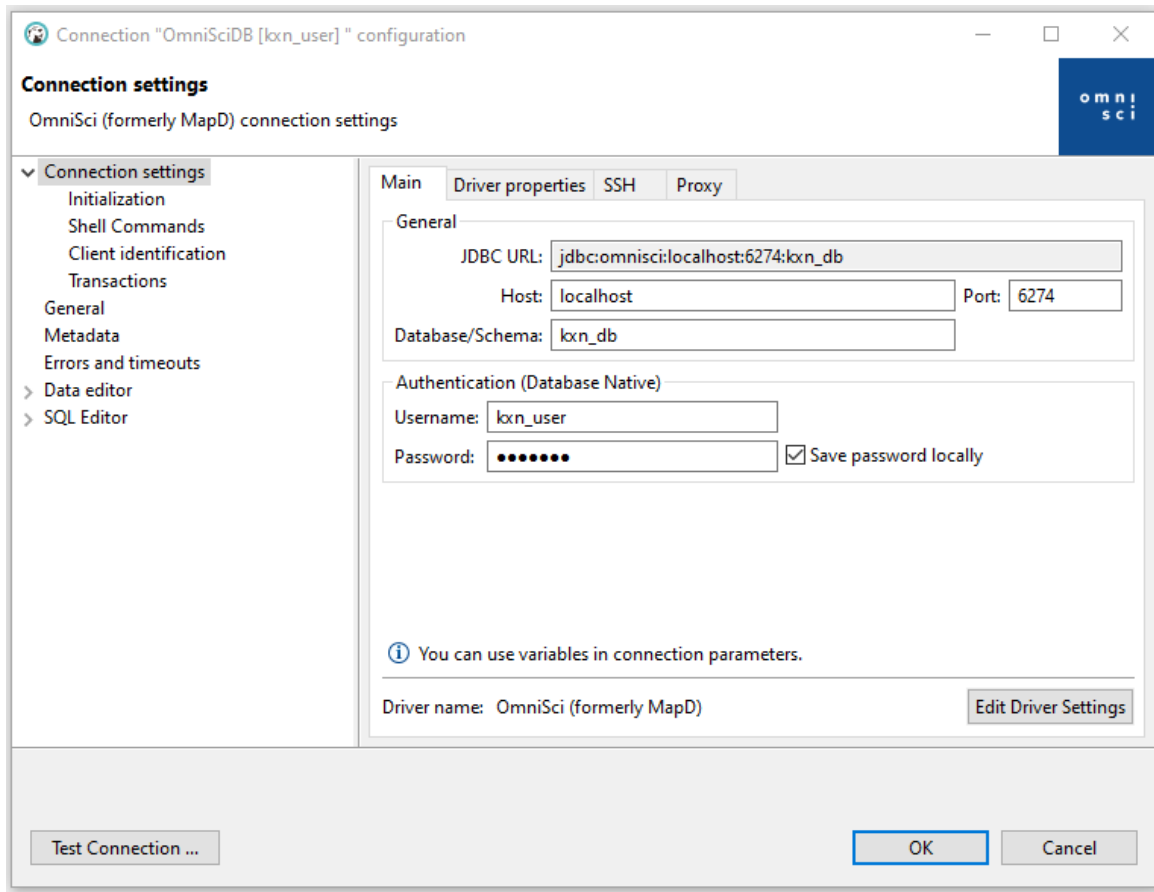 Connection "OmniSciDB [kxn_user] " configuration
Connection settings
OmniSci (formerly MapD) connection settings
omni
sci
Connection settings
Initialization
Shell Commands
Client identification
Transactions
General
Metadata
Errors and timeouts
Data editor
SQL Editor
Main Driver properties SSH Proxy
General
JDBC URL: jdbc:omnisci:localhost:6274:kxn_db
Host: localhost Port: 6274
Database/Schema: kxn_db
Authentication (Database Native)
Username: kxn_user
Password: ••••••• Save password locally
You can use variables in connection parameters.
Driver name: OmniSci (formerly MapD) Edit Driver Settings
Test Connection ... OK Cancel